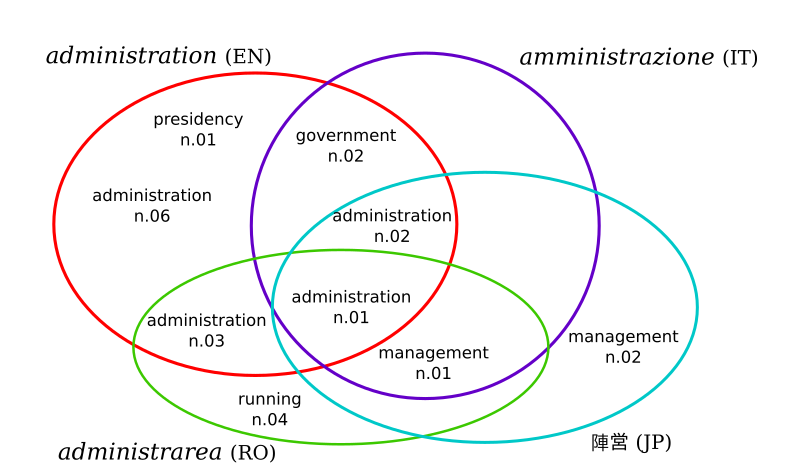 administration (EN)
amministrazione (IT)
presidency
n.01
government
n.02
administration
n.06
administration
n.02
administration
n.01
administration
n.03
management
n.02
management
n.01
running
n.04
administrarea (RO)
陣営 (JP)